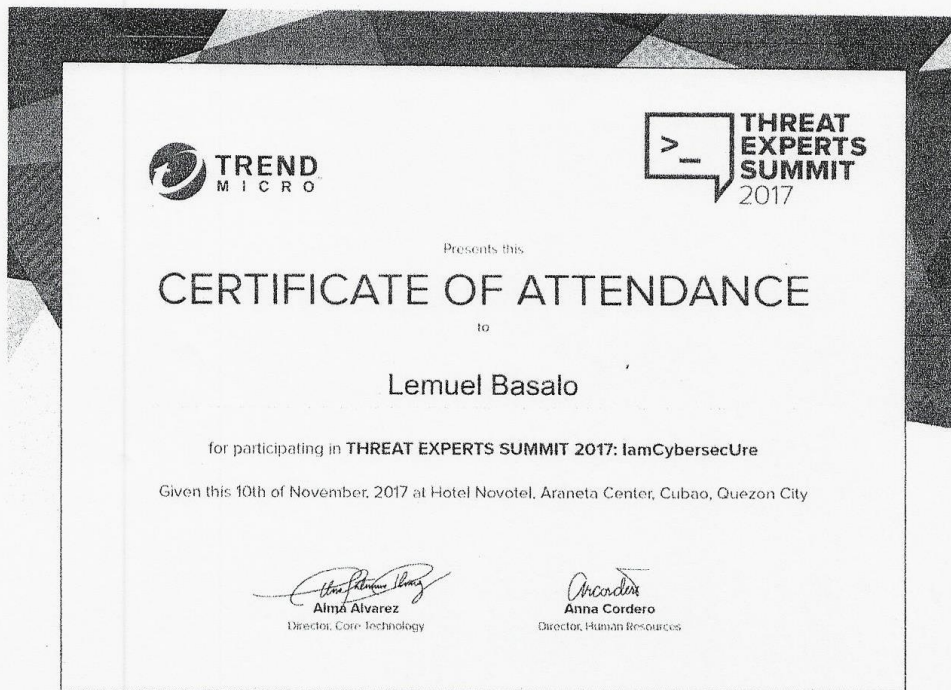 TREND
MICRO
>_
THREAT
EXPERTS
SUMMIT
2017
Presents this
CERTIFICATE OF ATTENDANCE
to
Lemuel Basalo
for participating in THREAT EXPERTS SUMMIT 2017: IamCybersecUre
Given this 10th of November, 2017 at Hotel Novotel, Araneta Center, Cubao, Quezon City
Alma Alvarez
Director, Core Technology
Anna Cordero
Director, Human Resources